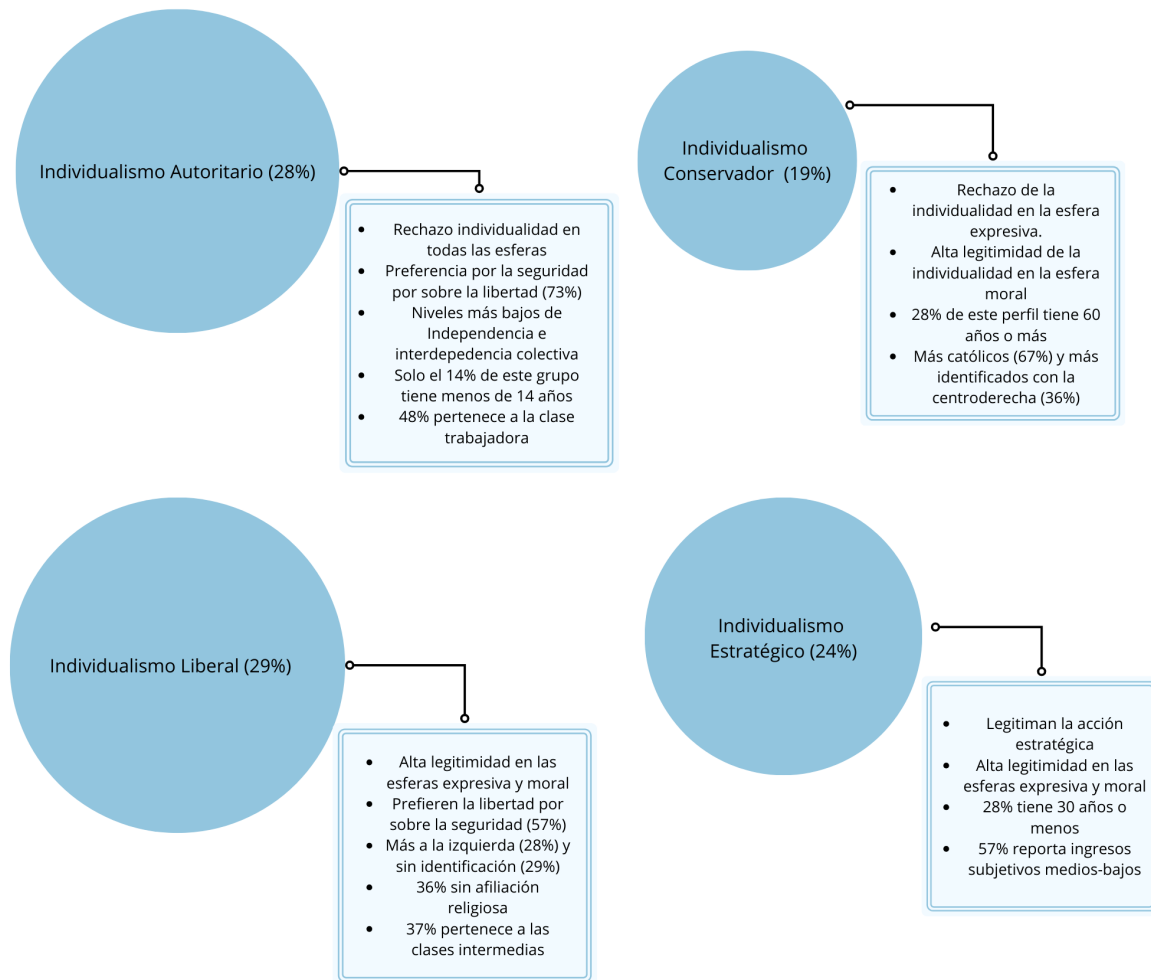 Individualismo Autoritario (28%)
• Rechazo individualidad en
todas las esferas
• Preferencia por la seguridad
por sobre la libertad (73%)
• Niveles más bajos de
Independencia e
interdepedencia colectiva
• Solo el 14% de este grupo
tiene menos de 14 años
• 48% pertenece a la clase
trabajadora
Individualismo
Conservador (19%)
• Rechazo de la
individualidad en la esfera
expresiva.
• Alta legitimidad de la
individualidad en la esfera
moral
• 28% de este perfil tiene 60
años o más
• Más católicos (67%) y más
identificados con la
centroderecha (36%)
Individualismo Liberal (29%)
• Alta legitimidad en las
esferas expresiva y moral
• Prefieren la libertad por
sobre la seguridad (57%)
• Más a la izquierda (28%) y
sin identificación (29%)
• 36% sin afiliación
religiosa
• 37% pertenece a las
clases intermedias
Individualismo
Estratégico (24%)
• Legitiman la acción
estratégica
• Alta legitimidad en las
esferas expresiva y moral
• 28% tiene 30 años o
menos
• 57% reporta ingresos
subjetivos medios-bajos